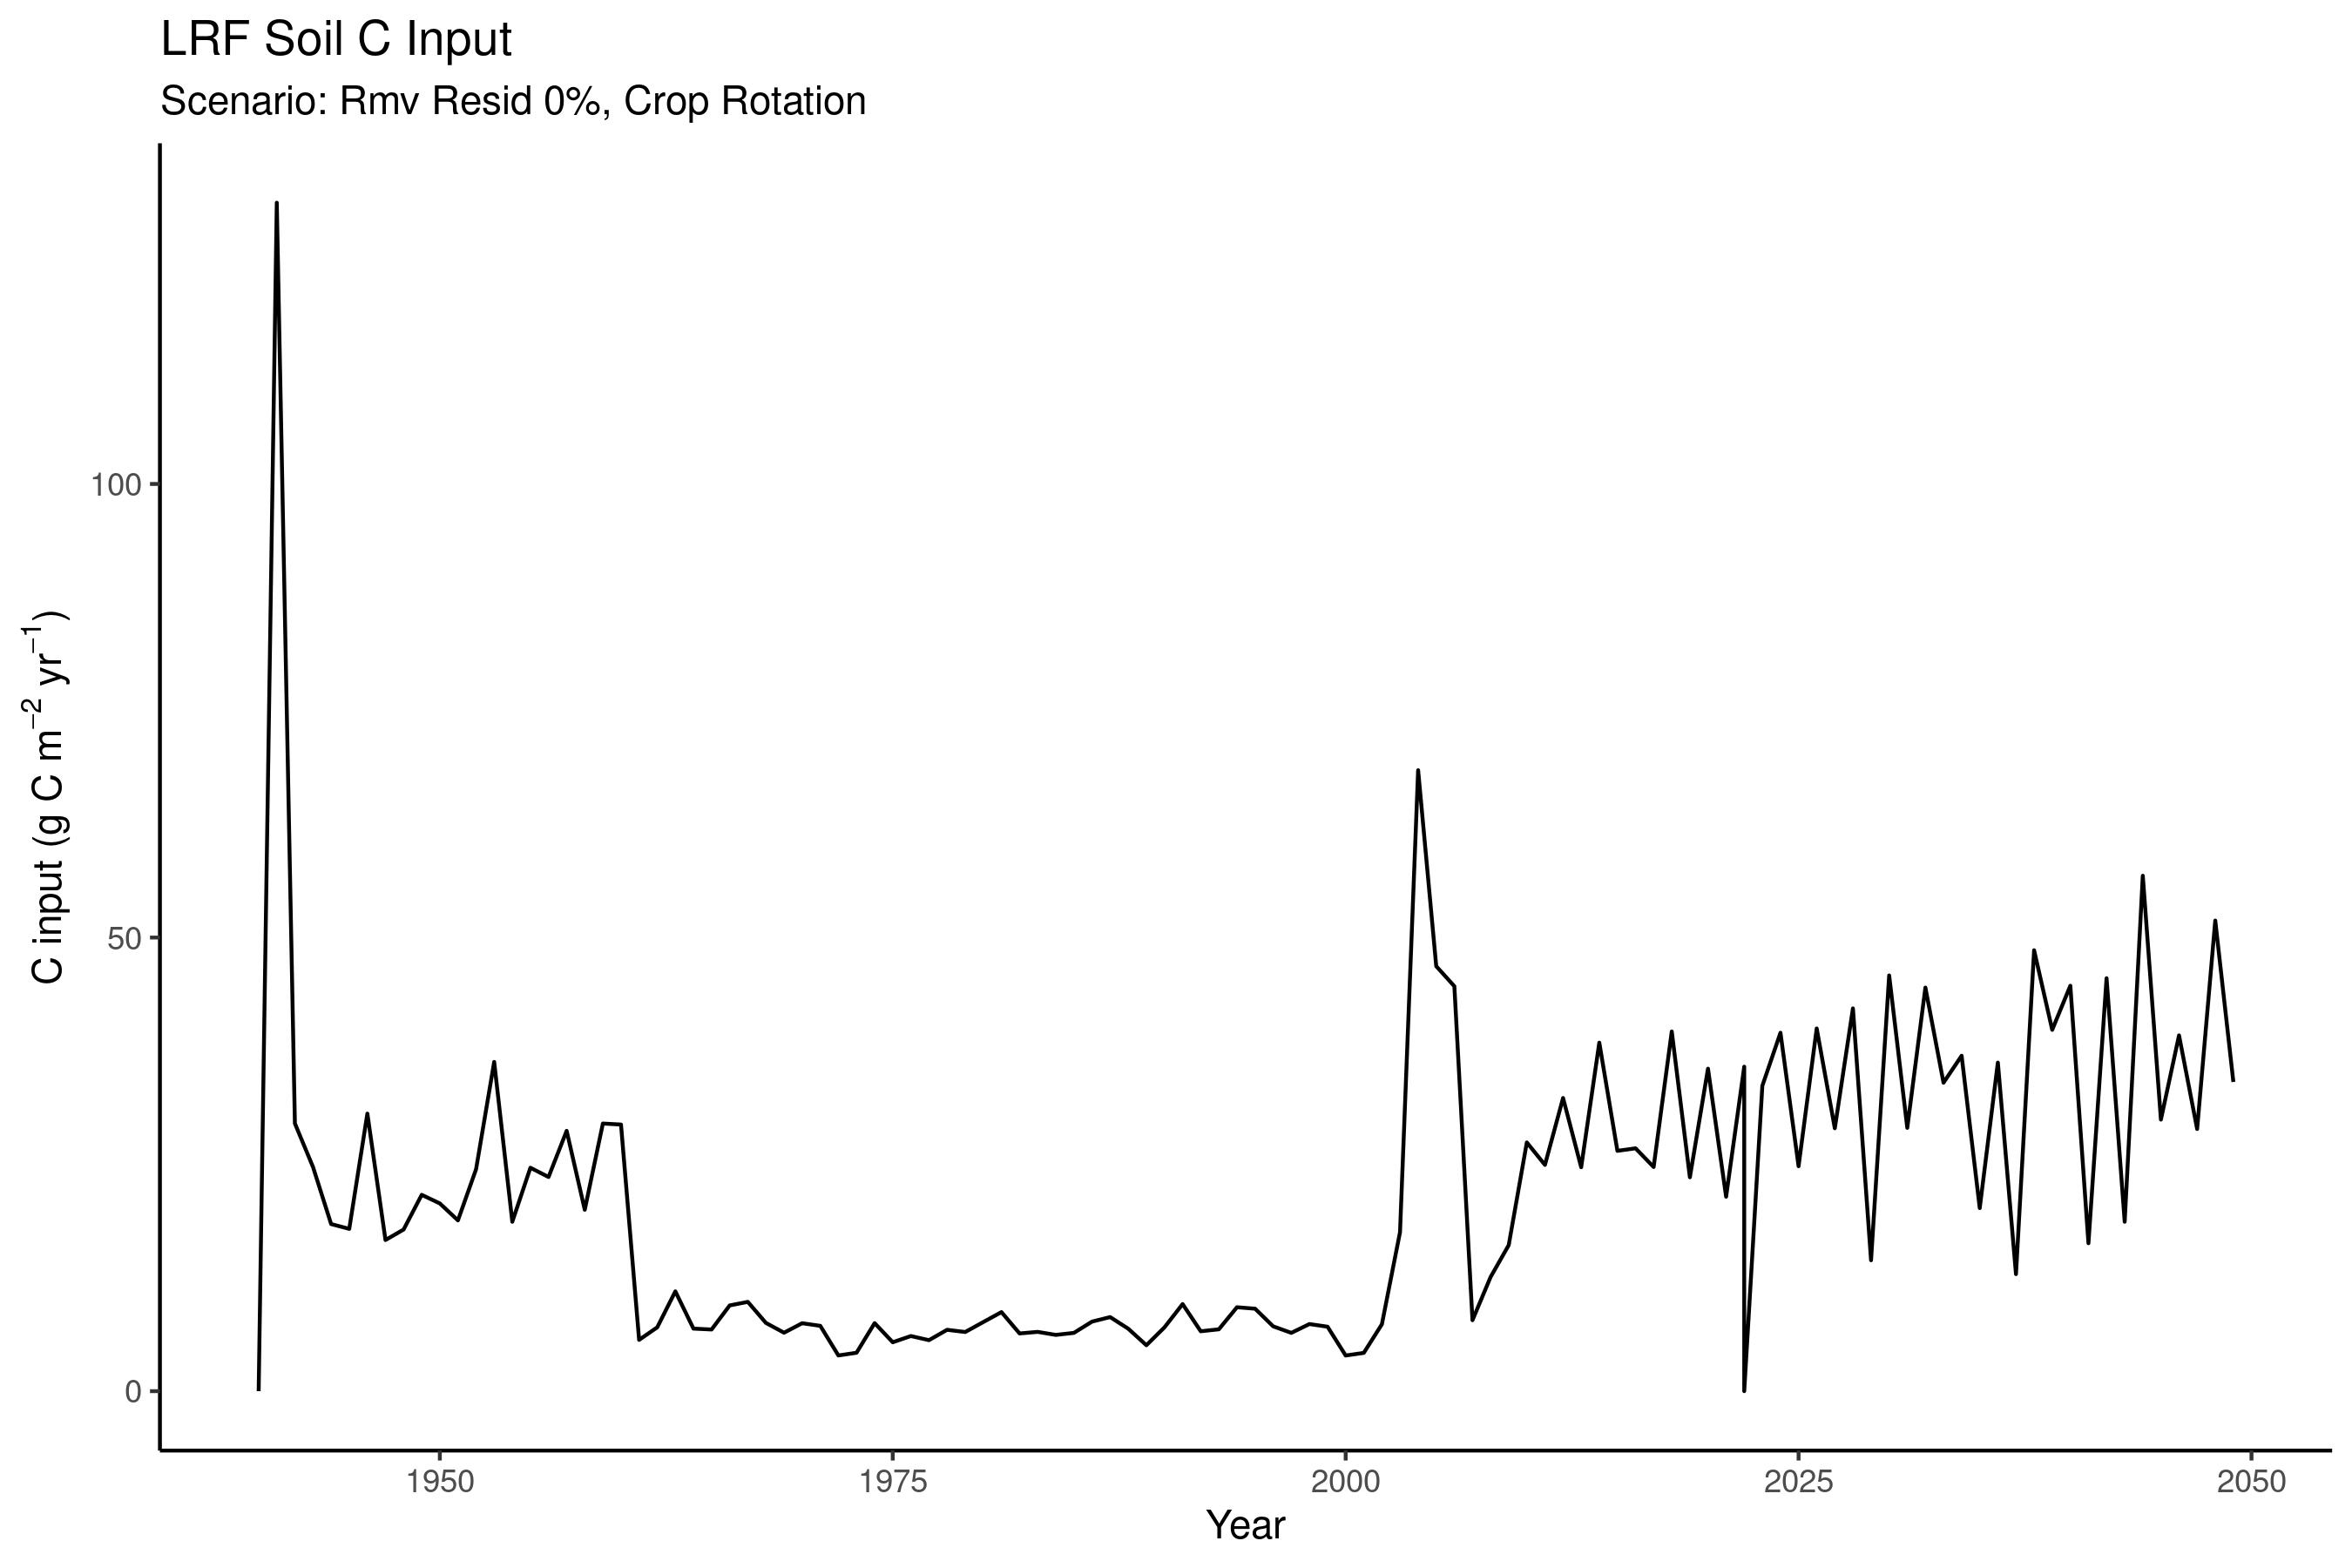 LRF Soil C Input
Scenario: Rmv Resid 0%, Crop Rotation
C input (g C m⁻² yr⁻¹)
100
50
0
1950 1975 2000 2025 2050
Year